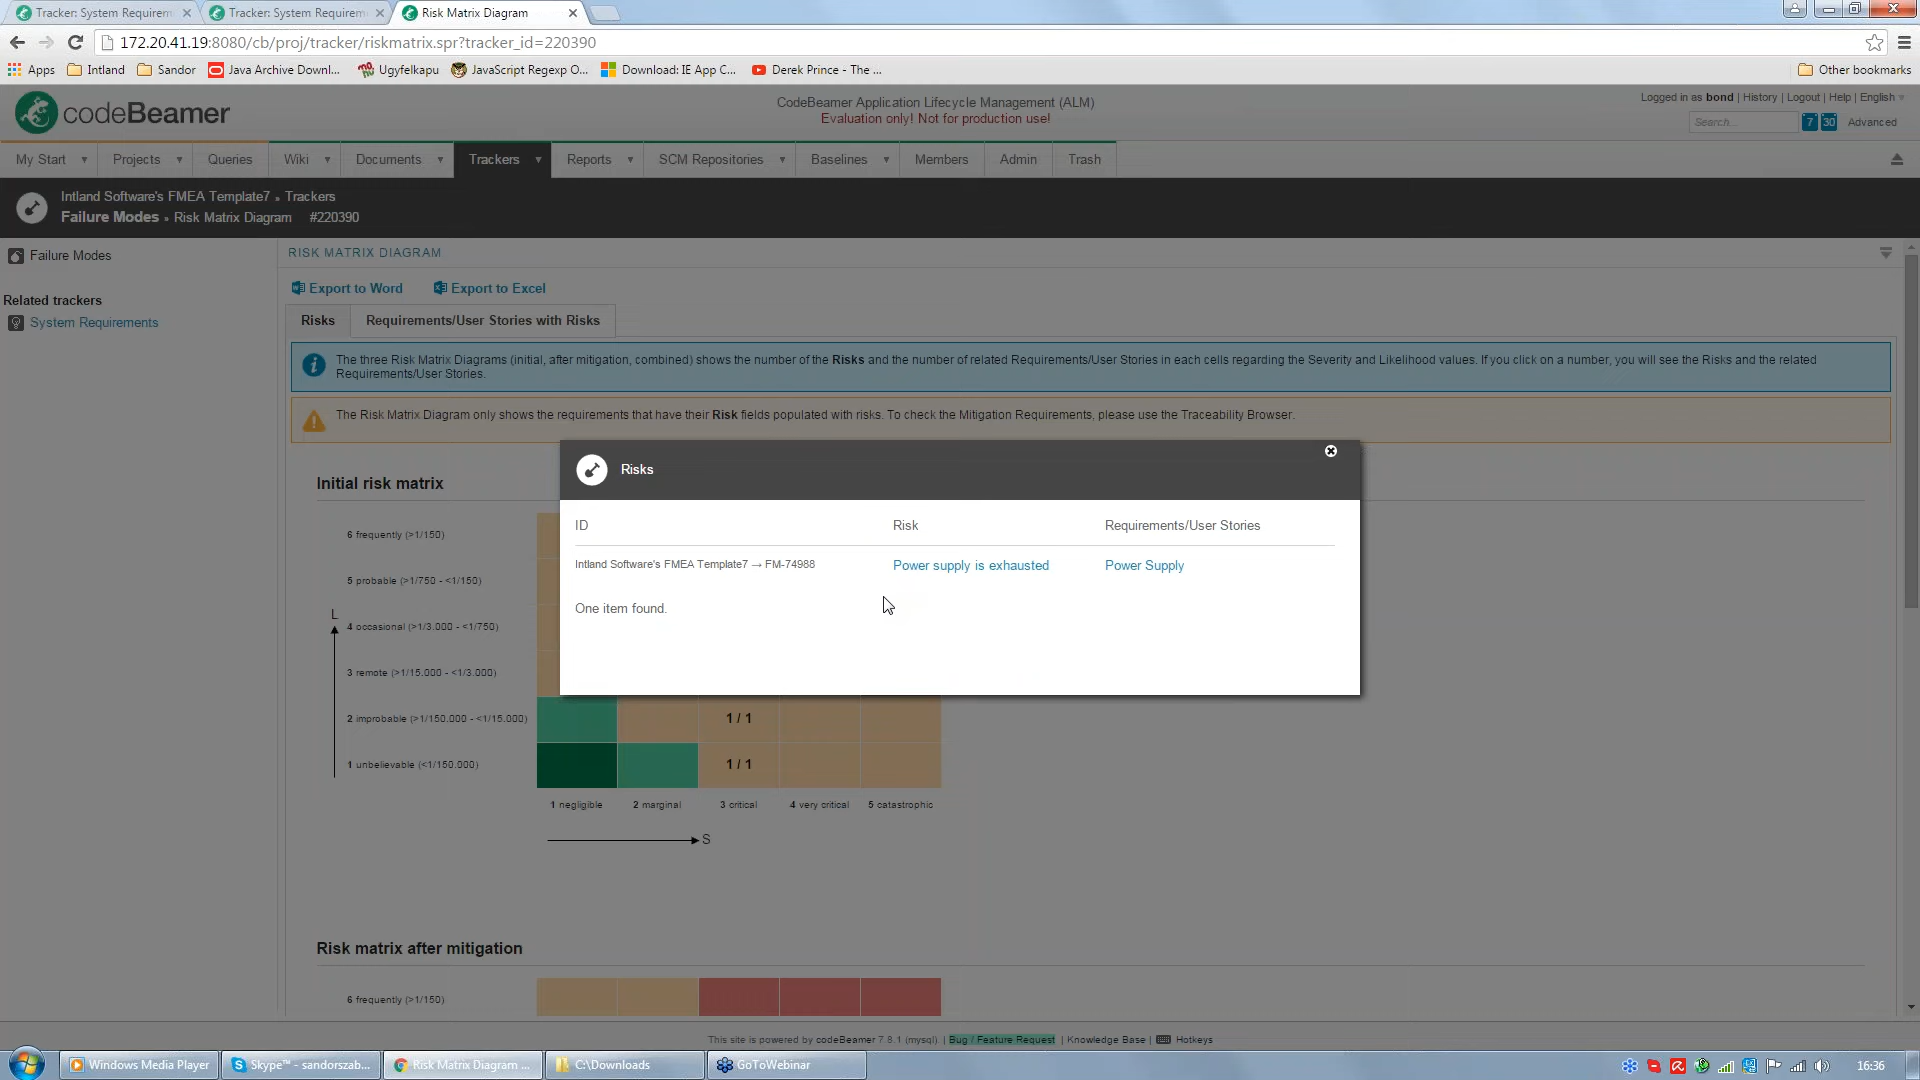 Tracker: System Requirem
Tracker: System Requirem
Risk Matrix Diagram
172.20.41.19:8080/cb/proj/tracker/riskmatrix.spr?tracker_id=220390
Apps
Intland
Sandor
Java Archive Downl...
Ugyfelkapu
JavaScript Regexp O...
Download: IE App C...
Derek Prince - The ...
Other bookmarks
codeBeamer
CodeBeamer Application Lifecycle Management (ALM)
Evaluation only! Not for production use!
Logged in as bond | History | Logout | Help | English
Search...
7
30
Advanced
My Start
Projects
Queries
Wiki
Documents
Trackers
Reports
SCM Repositories
Baselines
Members
Admin
Trash
Intland Software's FMEA Template7 » Trackers
Failure Modes » Risk Matrix Diagram #220390
Failure Modes
Related trackers
System Requirements
RISK MATRIX DIAGRAM
Export to Word
Export to Excel
Risks
Requirements/User Stories with Risks
The three Risk Matrix Diagrams (initial, after mitigation, combined) shows the number of the Risks and the number of related Requirements/User Stories in each cells regarding the Severity and Likelihood values. If you click on a number, you will see the Risks and the related
Requirements/User Stories.
The Risk Matrix Diagram only shows the requirements that have their Risk fields populated with risks. To check the Mitigation Requirements, please use the Traceability Browser.
Risks
ID
Risk
Requirements/User Stories
Intland Software's FMEA Template7 → FM-74988
Power supply is exhausted
Power Supply
One item found.
Initial risk matrix
6 frequently (>1/150)
5 probable (>1/750 - <1/150)
L
4 occasional (>1/3.000 - <1/750)
3 remote (>1/15.000 - <1/3.000)
2 improbable (>1/150.000 - <1/15.000)
1 / 1
1 unbelievable (<1/150.000)
1 / 1
1 negligible
2 marginal
3 critical
4 very critical
5 catastrophic
S
Risk matrix after mitigation
6 frequently (>1/150)
This site is powered by codeBeamer 7.8.1 (mysql). | Bug / Feature Request | Knowledge Base | Hotkeys
Windows Media Player
Skype™ - sandorszab...
Risk Matrix Diagram ...
C:\Downloads
GoToWebinar
16:36